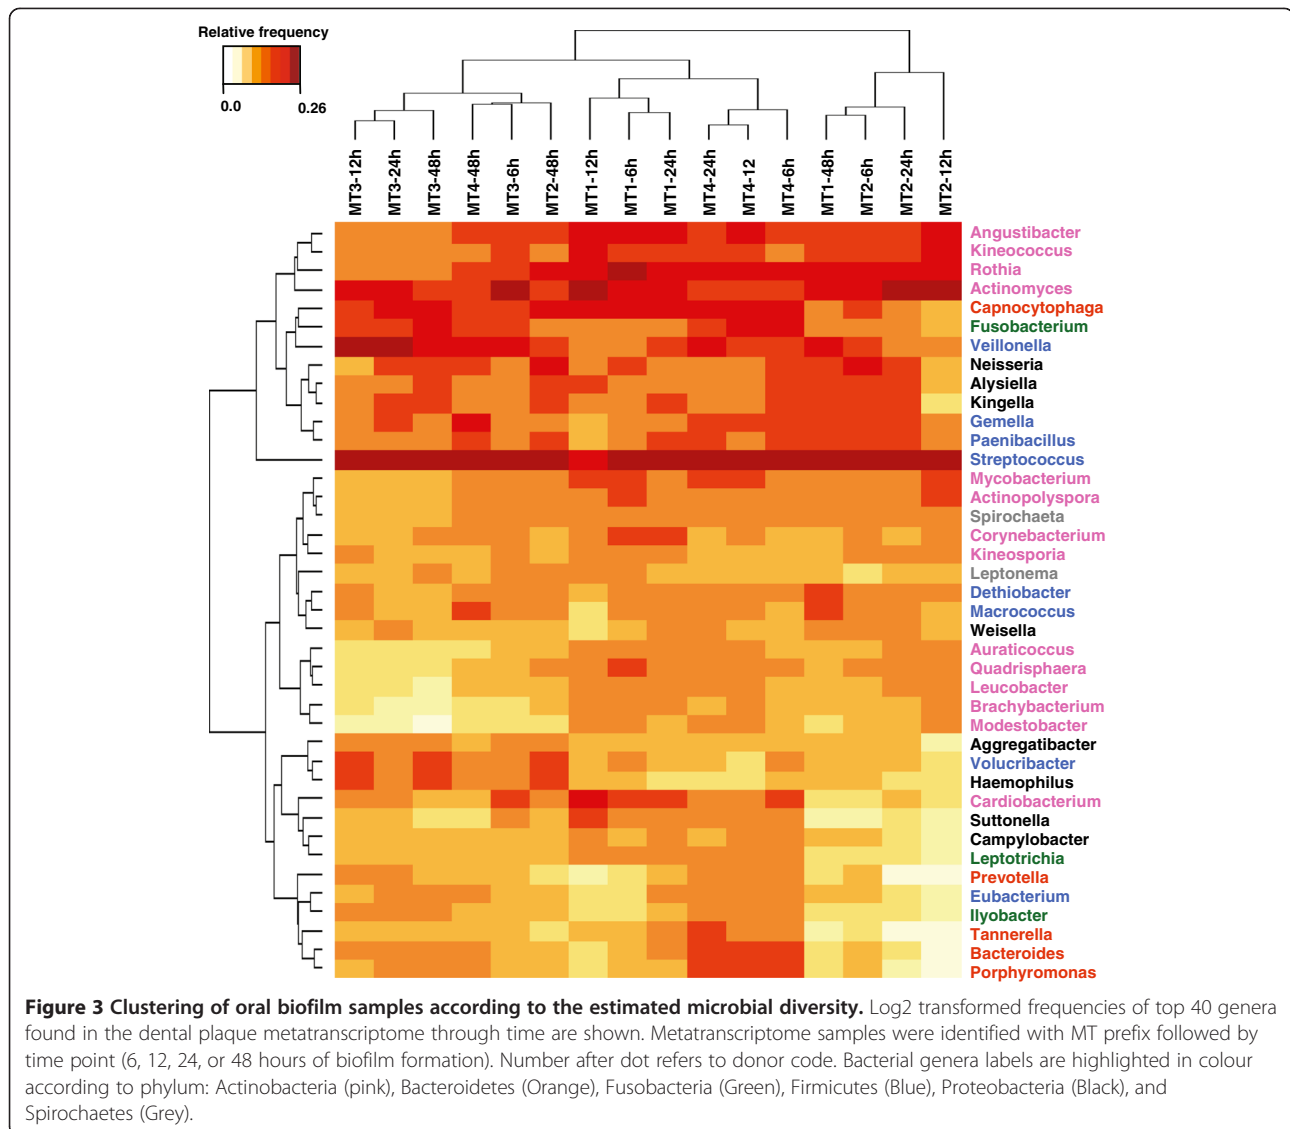 Relative frequency
0.0 0.26
MT3-12h MT3-24h MT3-48h MT4-48h MT3-6h MT2-48h MT1-12h MT1-6h MT1-24h MT4-24h MT4-12 MT4-6h MT1-48h MT2-6h MT2-24h MT2-12h
Angustibacter
Kineococcus
Rothia
Actinomyces
Capnocytophaga
Fusobacterium
Veillonella
Neisseria
Alysiella
Kingella
Gemella
Paenibacillus
Streptococcus
Mycobacterium
Actinopolyspora
Spirochaeta
Corynebacterium
Kineosporia
Leptonema
Dethiobacter
Macrococcus
Weisella
Auraticoccus
Quadrisphaera
Leucobacter
Brachybacterium
Modestobacter
Aggregatibacter
Volucribacter
Haemophilus
Cardiobacterium
Suttonella
Campylobacter
Leptotrichia
Prevotella
Eubacterium
Ilyobacter
Tannerella
Bacteroides
Porphyromonas
Figure 3 Clustering of oral biofilm samples according to the estimated microbial diversity. Log2 transformed frequencies of top 40 genera
found in the dental plaque metatranscriptome through time are shown. Metatranscriptome samples were identified with MT prefix followed by
time point (6, 12, 24, or 48 hours of biofilm formation). Number after dot refers to donor code. Bacterial genera labels are highlighted in colour
according to phylum: Actinobacteria (pink), Bacteroidetes (Orange), Fusobacteria (Green), Firmicutes (Blue), Proteobacteria (Black), and
Spirochaetes (Grey).